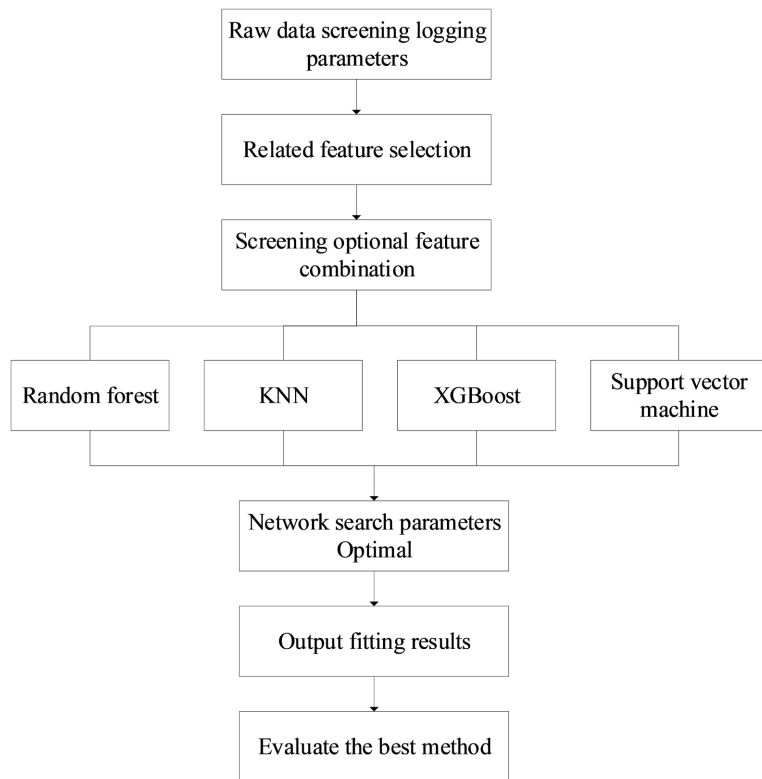 Raw data screening logging
parameters
Related feature selection
Screening optional feature
combination
Random forest
KNN
XGBoost
Support vector
machine
Network search parameters
Optimal
Output fitting results
Evaluate the best method